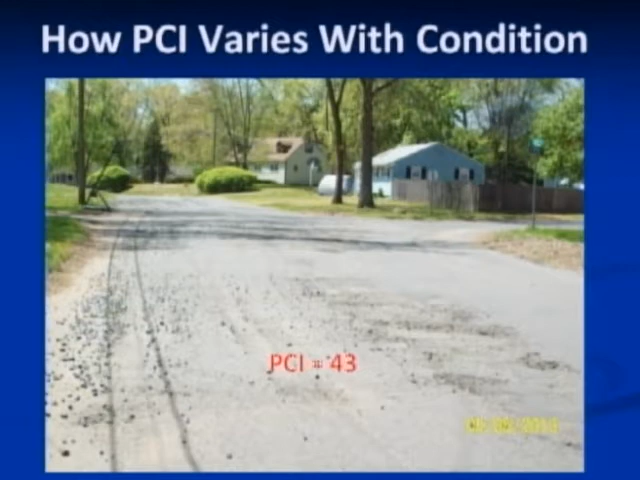 How PCI Varies With Condition
PCI = 43